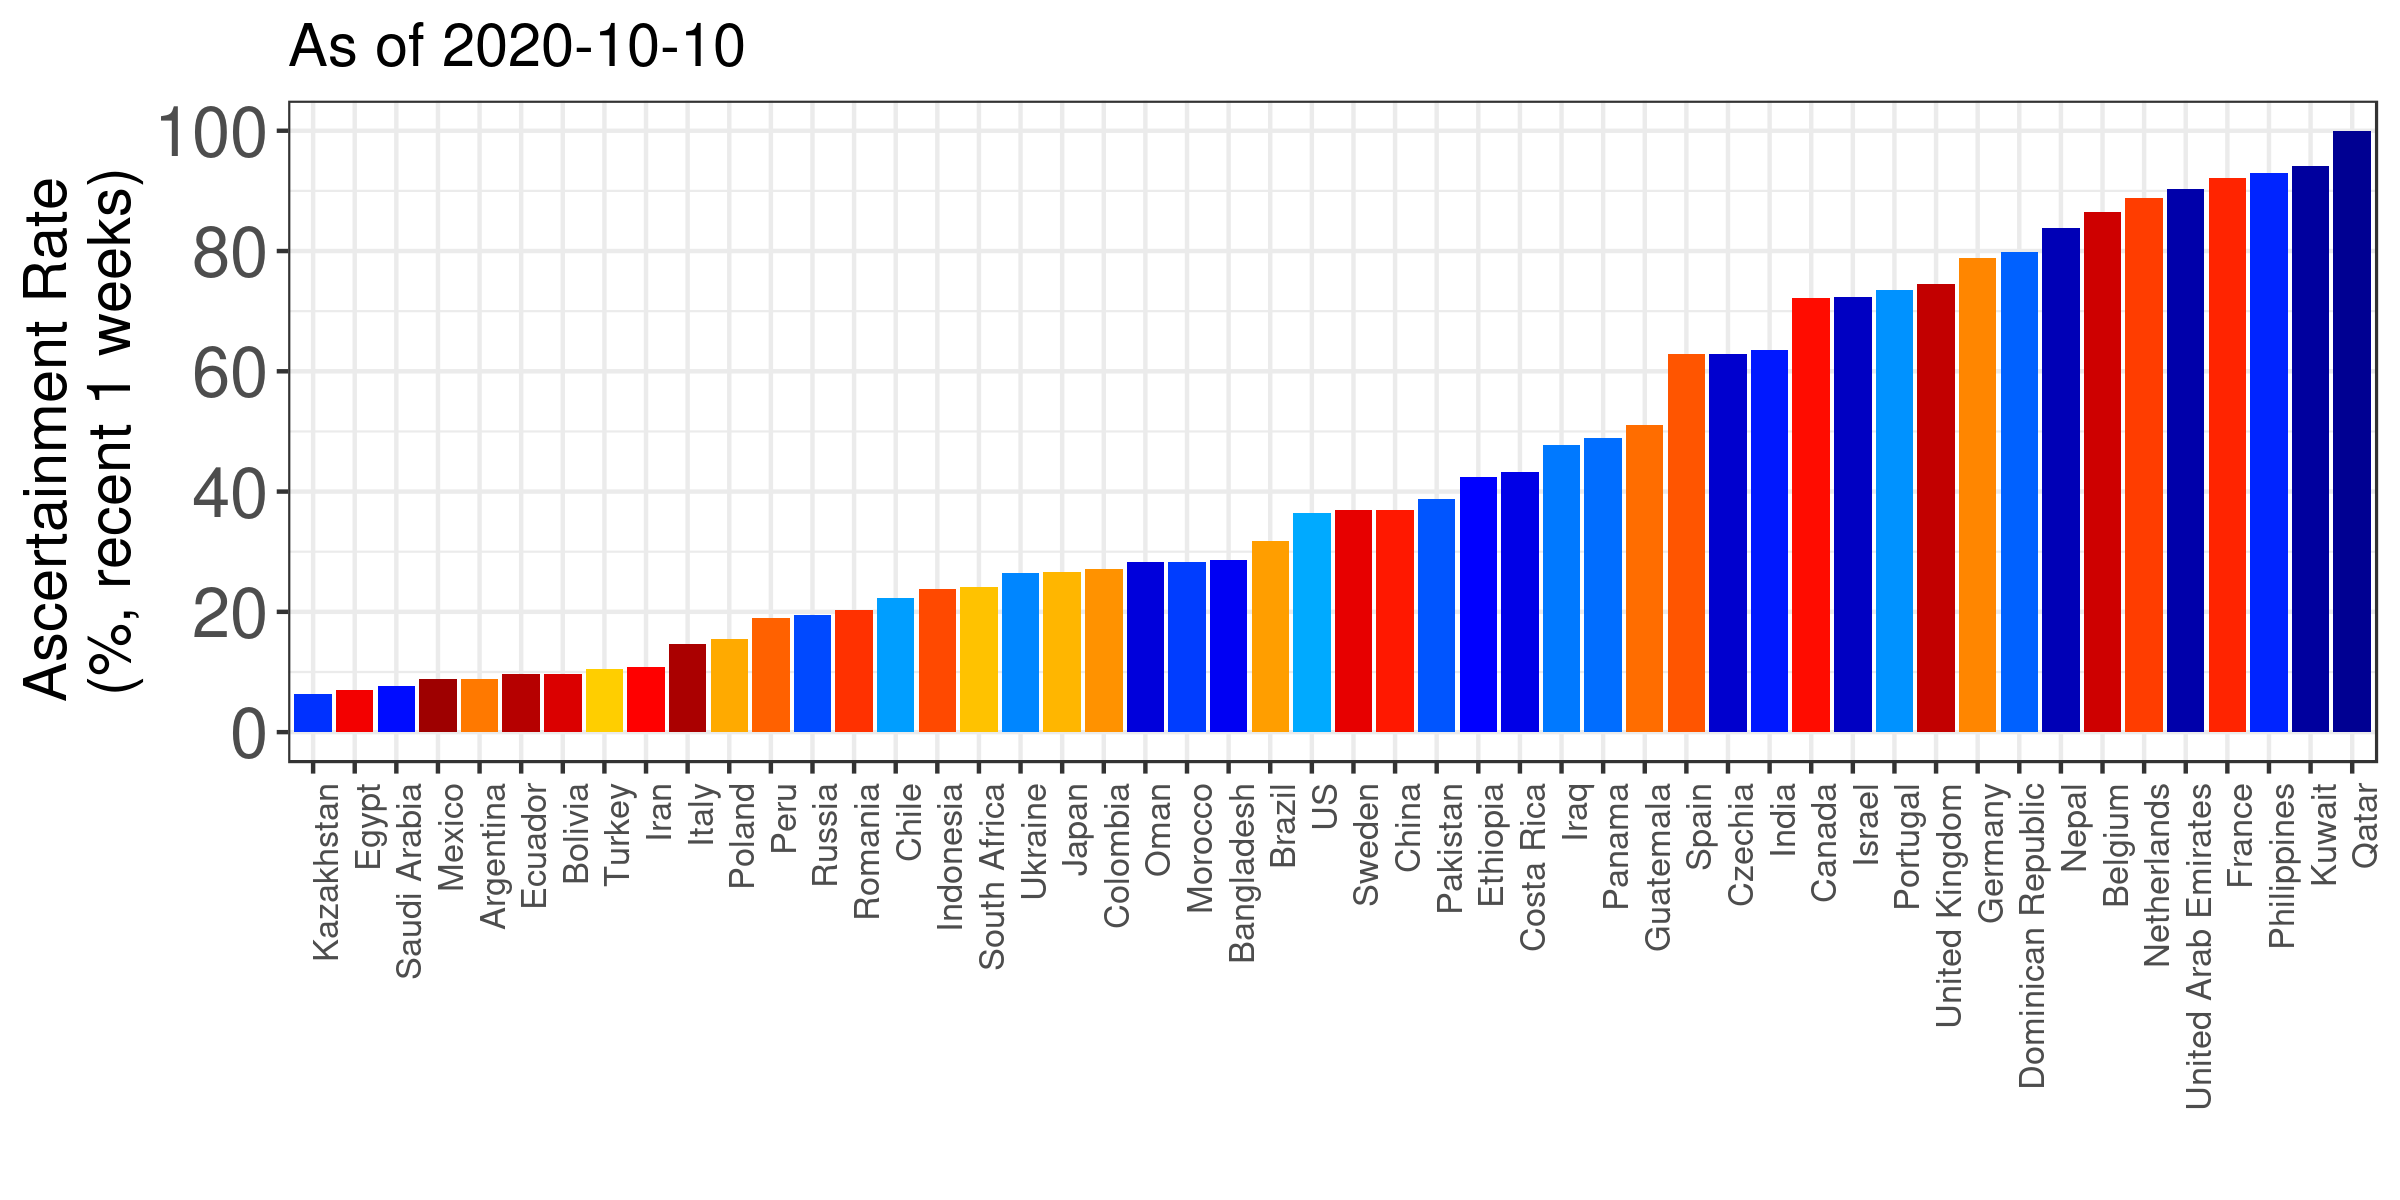 As of 2020-10-10
Ascertainment Rate
(%, recent 1 weeks)
100
80
60
40
20
0
Kazakhstan
Egypt
Saudi Arabia
Mexico
Argentina
Ecuador
Bolivia
Turkey
Iran
Italy
Poland
Peru
Russia
Romania
Chile
Indonesia
South Africa
Ukraine
Japan
Colombia
Oman
Morocco
Bangladesh
Brazil
US
Sweden
China
Pakistan
Ethiopia
Costa Rica
Iraq
Panama
Guatemala
Spain
Czechia
India
Canada
Israel
Portugal
United Kingdom
Germany
Dominican Republic
Nepal
Belgium
Netherlands
United Arab Emirates
France
Philippines
Kuwait
Qatar